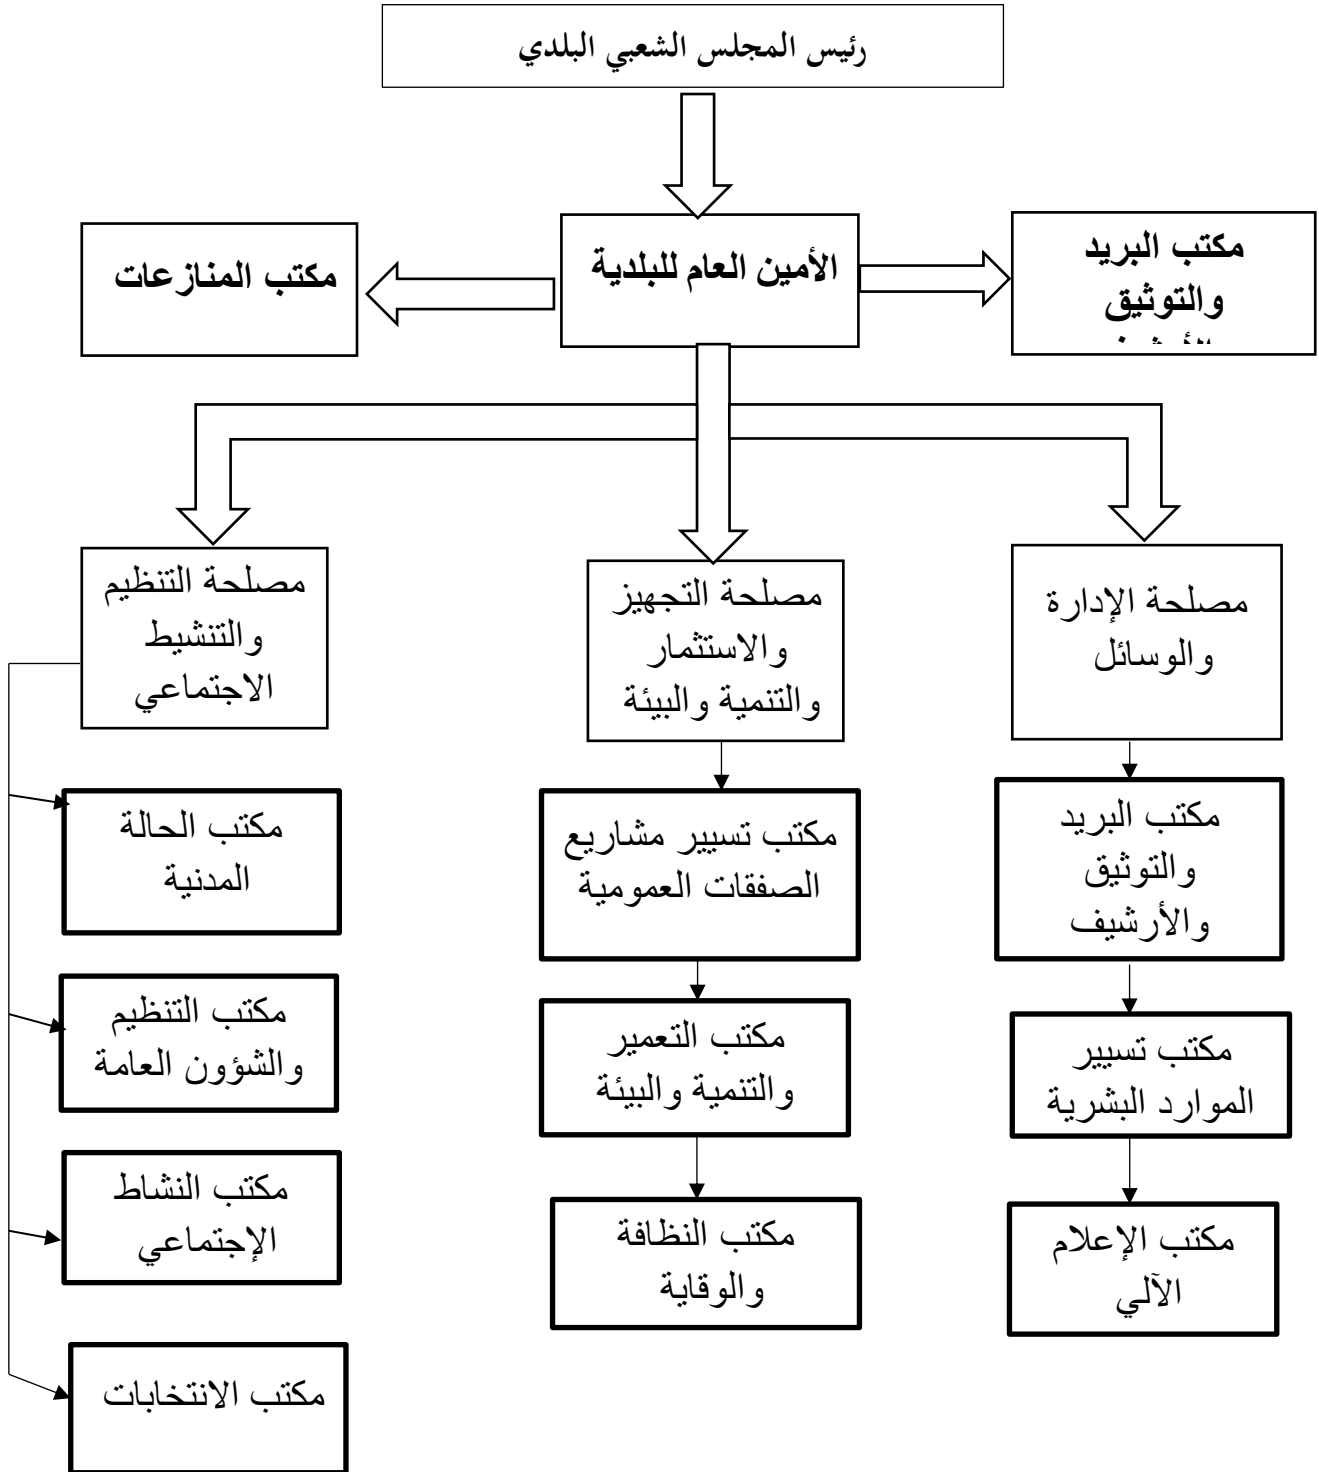 رئيس المجلس الشعبي البلدي
مكتب البريد
والتوثيق
الأمين العام للبلدية
مكتب المنازعات
مصلحة الإدارة
والوسائل
مصلحة التجهيز
والاستثمار
والتنمية والبيئة
مصلحة التنظيم
والتنشيط
الاجتماعي
مكتب البريد
والتوثيق
والأرشيف
مكتب تسيير مشاريع
الصفقات العمومية
مكتب الحالة
المدنية
مكتب تسيير
الموارد البشرية
مكتب التعمير
والتنمية والبيئة
مكتب التنظيم
والشؤون العامة
مكتب الإعلام
الآلي
مكتب النظافة
والوقاية
مكتب النشاط
الإجتماعي
مكتب الانتخابات